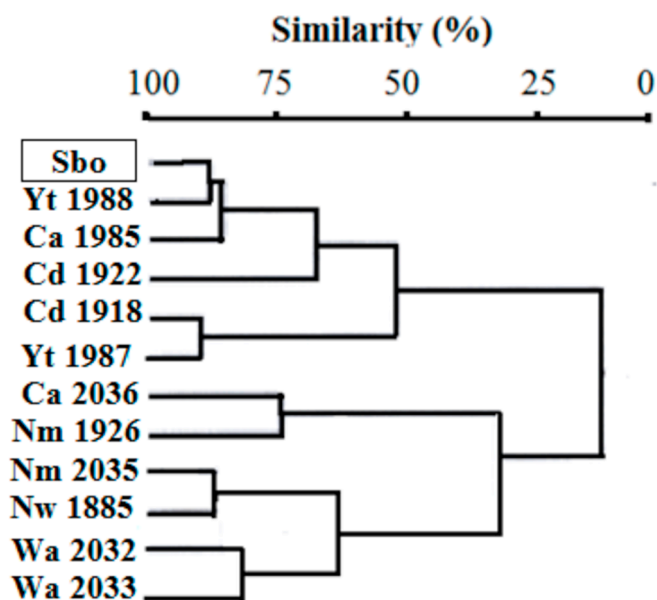 Similarity (%)
100 75 50 25 0
Sbo
Yt 1988
Ca 1985
Cd 1922
Cd 1918
Yt 1987
Ca 2036
Nm 1926
Nm 2035
Nw 1885
Wa 2032
Wa 2033